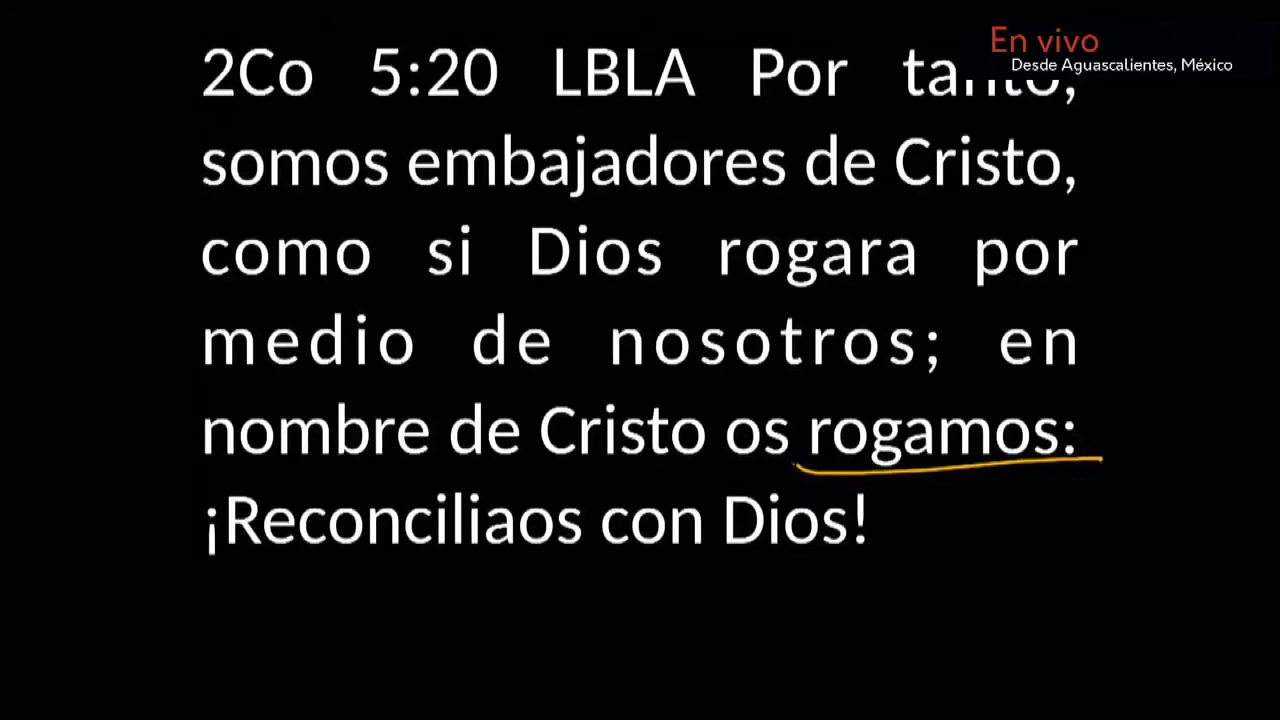 En vivo
Desde Aguascalientes, México
2Co 5:20 LBLA Por tanto,
somos embajadores de Cristo,
como si Dios rogara por
medio de nosotros; en
nombre de Cristo os rogamos:
¡Reconciliaos con Dios!